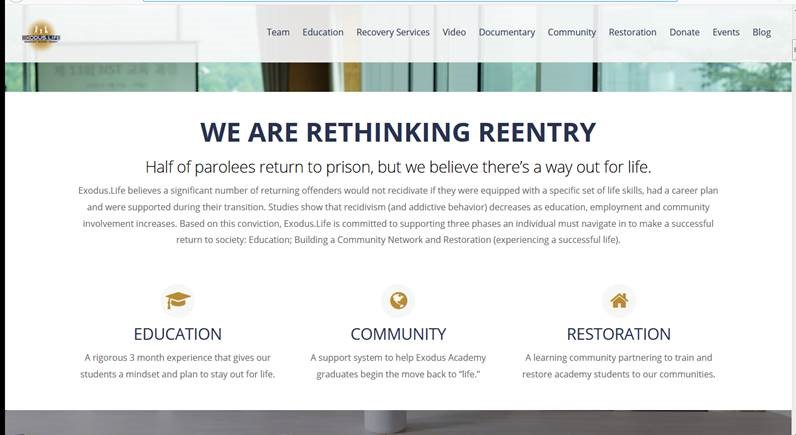 EXODUS.LIFE
Team Education Recovery Services Video Documentary Community Restoration Donate Events Blog
WE ARE RETHINKING REENTRY
Half of parolees return to prison, but we believe there's a way out for life.
Exodus.Life believes a significant number of returning offenders would not recidivate if they were equipped with a specific set of life skills, had a career plan
and were supported during their transition. Studies show that recidivism (and addictive behavior) decreases as education, employment and community
involvement increases. Based on this conviction, Exodus.Life is committed to supporting three phases an individual must navigate in to make a successful
return to society: Education; Building a Community Network and Restoration (experiencing a successful life).
EDUCATION
A rigorous 3 month experience that gives our
students a mindset and plan to stay out for life.
COMMUNITY
A support system to help Exodus Academy
graduates begin the move back to “life.”
RESTORATION
A learning community partnering to train and
restore academy students to our communities.